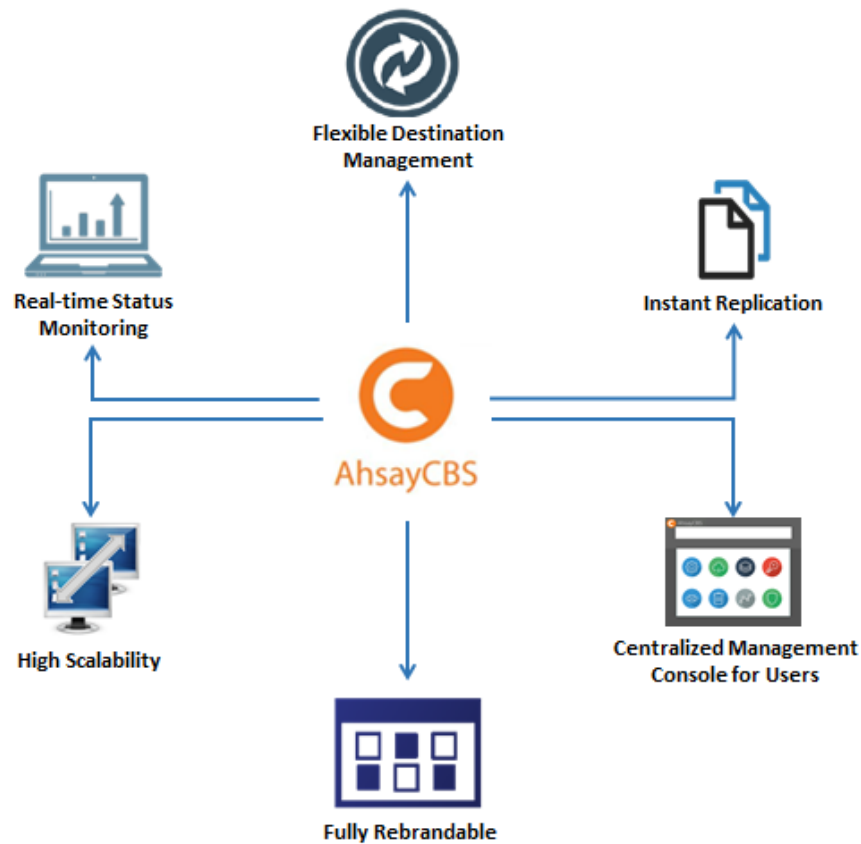 Flexible Destination
Management
Real-time Status
Monitoring
Instant Replication
AhsayCBS
AhsayCBS
High Scalability
Centralized Management
Console for Users
Fully Rebrandable